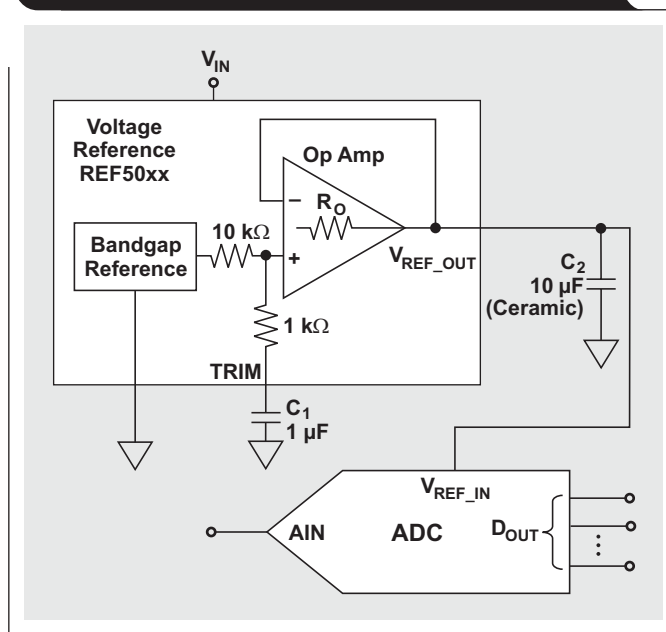 V_IN
Voltage
Reference
REF50xx
Op Amp
−
R_O
10 kΩ
Bandgap
Reference
+
V_REF_OUT
C_2
10 µF
(Ceramic)
1 kΩ
TRIM
C_1
1 µF
V_REF_IN
AIN
ADC
D_OUT